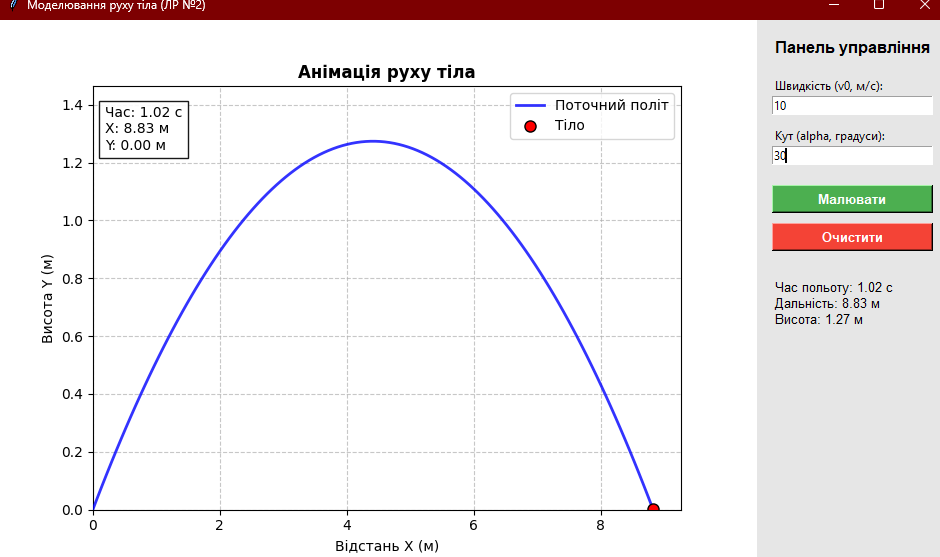 Моделювання руху тіла (ЛР №2)
Анімація руху тіла
Час: 1.02 с
X: 8.83 м
Y: 0.00 м
Поточний політ
Тіло
1.4
1.2
1.0
0.8
0.6
0.4
0.2
0.0
Висота Y (м)
0 2 4 6 8
Відстань X (м)
Панель управління
Швидкість (v0, м/с):
10
Кут (alpha, градуси):
30
Малювати
Очистити
Час польоту: 1.02 с
Дальність: 8.83 м
Висота: 1.27 м